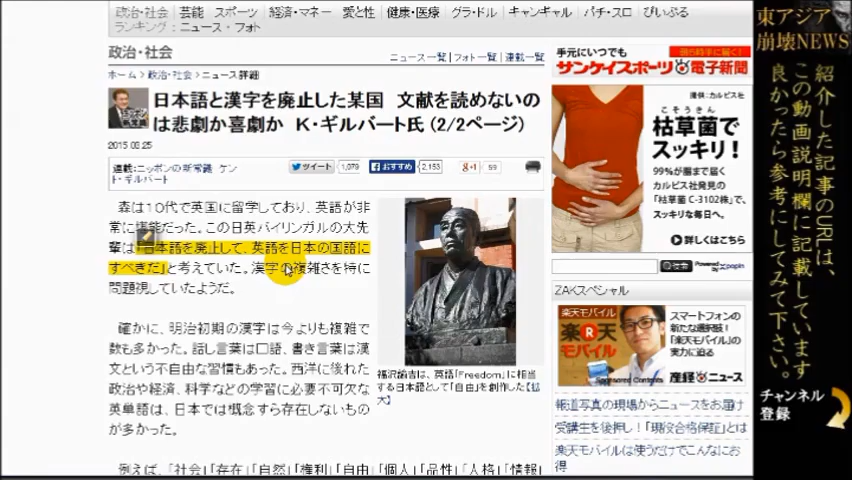 政治・社会 芸能 スポーツ 経済・マネー 愛と性 健康・医療 グラ・ドル キャンギャル パチ・スロ ぴいぷる
ランキング: ニュース・フォト
政治・社会
ニュース一覧 | フォト一覧 | 連載一覧
ホーム > 政治・社会 > ニュース詳細
日本語と漢字を廃止した某国 文献を読めないの
は悲劇か喜劇か K・ギルバート氏 (2/2ページ)
2015.03.25
連載:ニッポンの新常識 ケン
ト・ギルバート
ツイート 1,079 おすすめ 2,153 g+1 59
森は10代で英国に留学しており、英語が非
常に堪能だった。この日英バイリンガルの大先
輩は「日本語を廃止して、英語を日本の国語に
すべきだ」と考えていた。漢字の複雑さを特に
問題視していたようだ。
確かに、明治初期の漢字は今よりも複雑で
数も多かった。話し言葉は口語、書き言葉は漢
文という不自由な習慣もあった。西洋に後れた
政治や経済、科学などの学習に必要不可欠な
英単語は、日本では概念すら存在しないもの
が多かった。
例えば、「社会」「存在」「自然」「権利」「自由」「個人」「品性」「人格」「情報」
福沢諭吉は、英語「Freedom」に相当
する日本語として「自由」を創作した【拡
大】
手元にいつでも
朝5時半に届く!
サンケイスポーツ 電子新聞
提供:カルピス社
こそうきん
枯草菌で
スッキリ!
99%が腸まで届く
カルピス社発見の
「枯草菌 C-3102株」で、
スッキリな毎日へ。
検索 Powered by popin
ZAKスペシャル
楽天モバイル
楽天
モバイル
Sponsored Contents
スマートフォンの
新たな選択肢!
「楽天モバイル」の
実力に迫る
産経ニュース
報道写真の現場からニュースをお届け
受講生を後押し!「現役合格保証」とは
楽天モバイルは使うだけでこんなにお
得
東アジア
崩壊NEWS
紹介した記事のURLは、
この動画説明欄に記載しています
良かったら参考にしてみて下さい。
チャンネル
登録